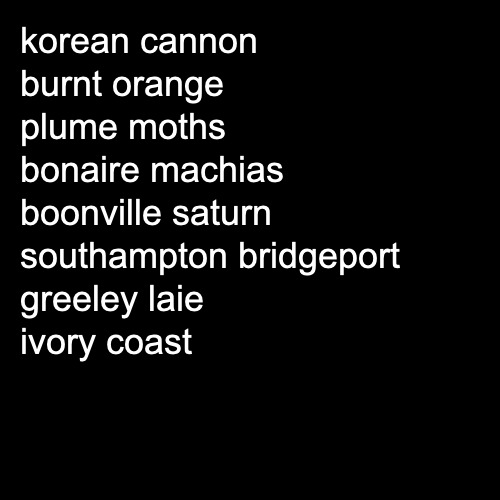 korean cannon
burnt orange
plume moths
bonaire machias
boonville saturn
southampton bridgeport
greeley laie
ivory coast